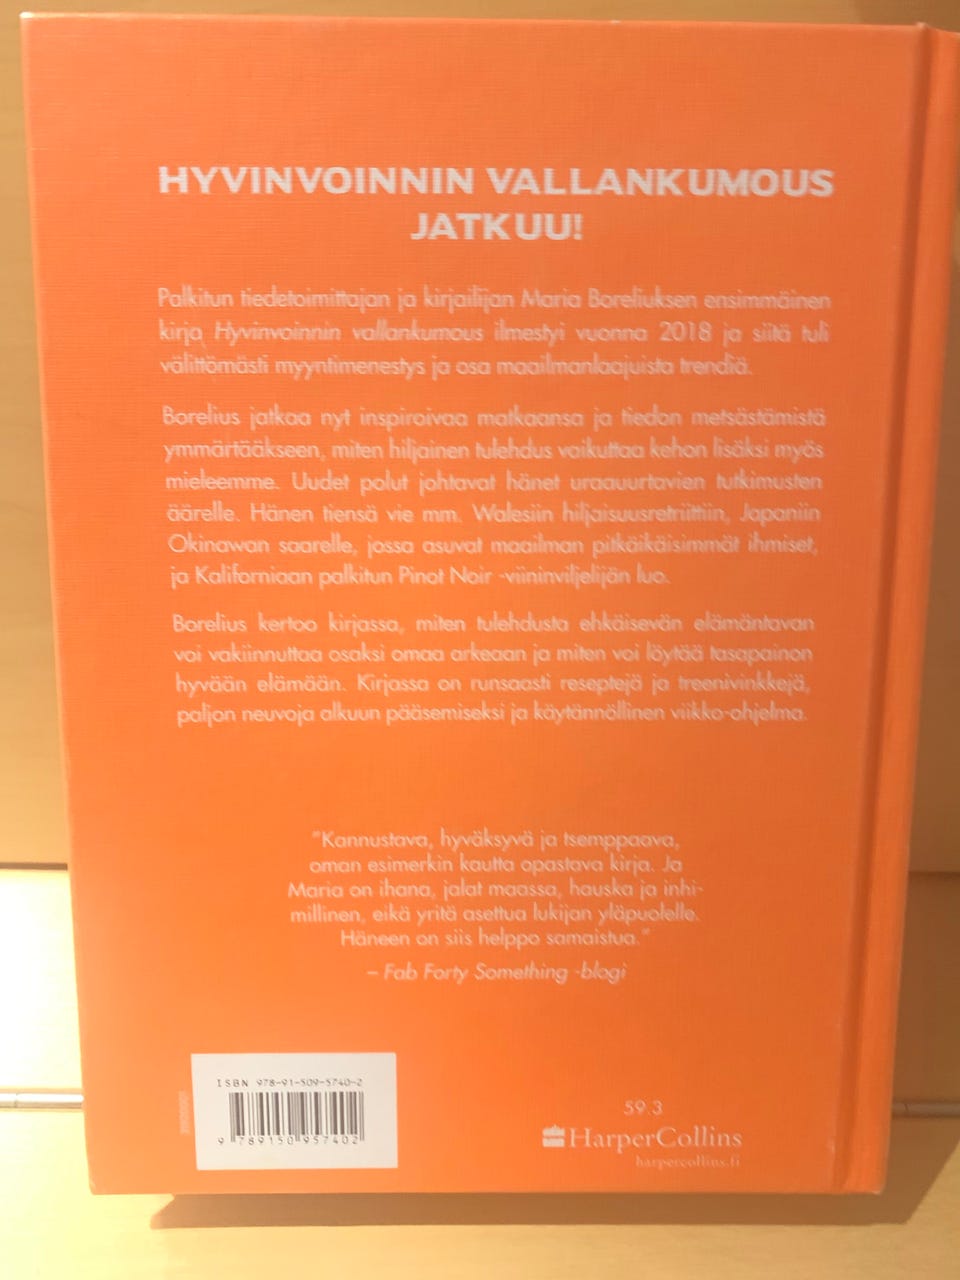 HYVINVOINNIN VALLANKUMOUS
JATKUU!
Palkitun tiedetoimittajan ja kirjailijan Maria Boreliuksen ensimmäinen
kirja Hyvinvoinnin vallankumous ilmestyi vuonna 2018 ja siitä tuli
välittömästi myyntimenestys ja osa maailmanlaajuista trendiä.
Borelius jatkaa nyt inspiroivaa matkaansa ja tiedon metsästämistä
ymmärtääkseen, miten hiljainen tulehdus vaikuttaa kehon lisäksi myös
mieleemme. Uudet polut johtavat hänet uraauurtavien tutkimusten
äärelle. Hänen tiensä vie mm. Walesiin hiljaisuusretriittiin, Japaniin
Okinawan saarelle, jossa asuvat maailman pitkäikäisimmät ihmiset,
ja Kaliforniaan palkitun Pinot Noir -viininviljelijän luo.
Borelius kertoo kirjassa, miten tulehdusta ehkäisevän elämäntavan
voi vakiinnuttaa osaksi omaa arkeaan ja miten voi löytää tasapainon
hyvään elämään. Kirjassa on runsaasti reseptejä ja treenivinkkejä,
paljon neuvoja alkuun pääsemiseksi ja käytännöllinen viikko-ohjelma.
"Kannustava, hyväksyvä ja tsemppaava,
oman esimerkin kautta opastava kirja. Ja
Maria on ihana, jalat maassa, hauska ja inhi-
millinen, eikä yritä asettua lukijan yläpuolelle.
Häneen on siis helppo samaistua."
– Fab Forty Something -blogi
ISBN 978-91-509-5740-2
9 789150 957402
59.3
HarperCollins
harpercollins.fi